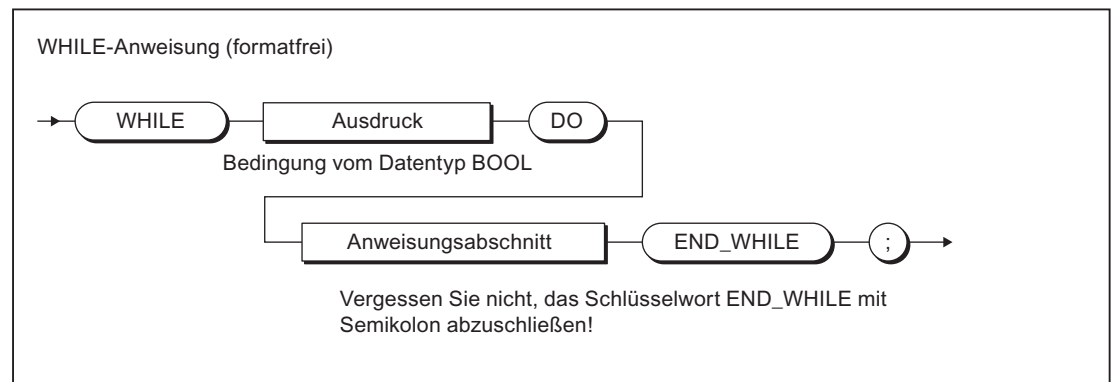 WHILE-Anweisung (formatfrei)
WHILE Ausdruck DO
Bedingung vom Datentyp BOOL
Anweisungsabschnitt END_WHILE ;
Vergessen Sie nicht, das Schlüsselwort END_WHILE mit
Semikolon abzuschließen!